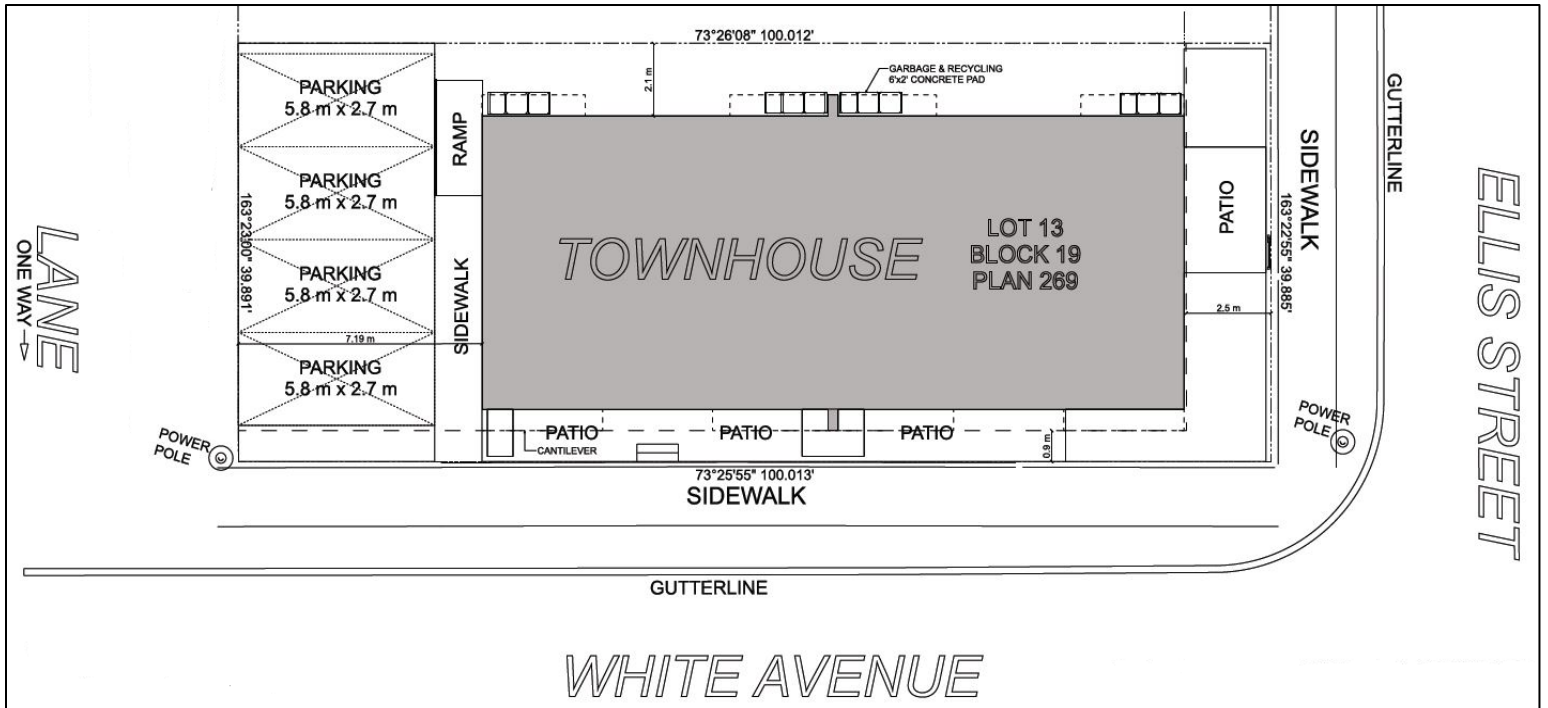 73°26'08" 100.012'
GARBAGE & RECYCLING
6'x2' CONCRETE PAD
2.1 m
PARKING
5.8 m x 2.7 m
PARKING
5.8 m x 2.7 m
PARKING
5.8 m x 2.7 m
PARKING
5.8 m x 2.7 m
163°23'00" 39.891'
7.19 m
RAMP
SIDEWALK
LANE
ONE WAY
TOWNHOUSE
LOT 13
BLOCK 19
PLAN 269
PATIO
2.5 m
163°22'55" 39.885'
SIDEWALK
GUTTERLINE
ELLIS STREET
POWER
POLE
POWER
POLE
PATIO
PATIO
PATIO
CANTILEVER
0.9 m
73°25'55" 100.013'
SIDEWALK
GUTTERLINE
WHITE AVENUE